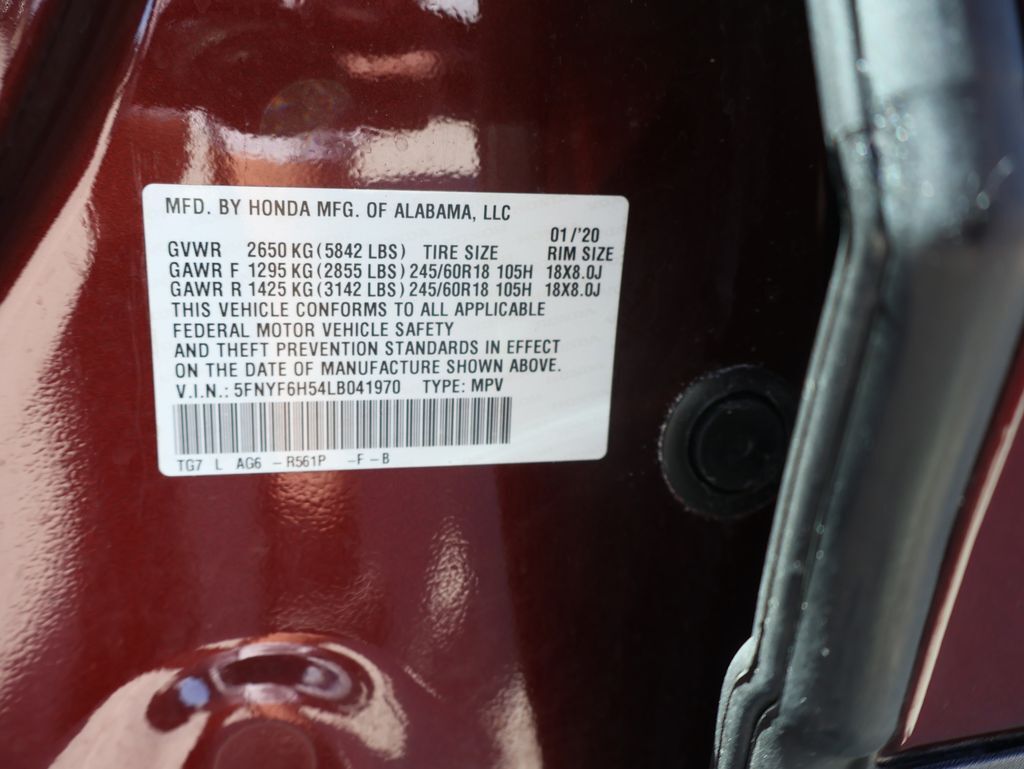 MFD. BY HONDA MFG. OF ALABAMA, LLC
01/'20
GVWR 2650 KG (5842 LBS) TIRE SIZE RIM SIZE
GAWR F 1295 KG (2855 LBS) 245/60R18 105H 18X8.0J
GAWR R 1425 KG (3142 LBS) 245/60R18 105H 18X8.0J
THIS VEHICLE CONFORMS TO ALL APPLICABLE
FEDERAL MOTOR VEHICLE SAFETY
AND THEFT PREVENTION STANDARDS IN EFFECT
ON THE DATE OF MANUFACTURE SHOWN ABOVE.
V.I.N.: 5FNYF6H54LB041970 TYPE: MPV
TG7 L AG6 –R561P –F–B